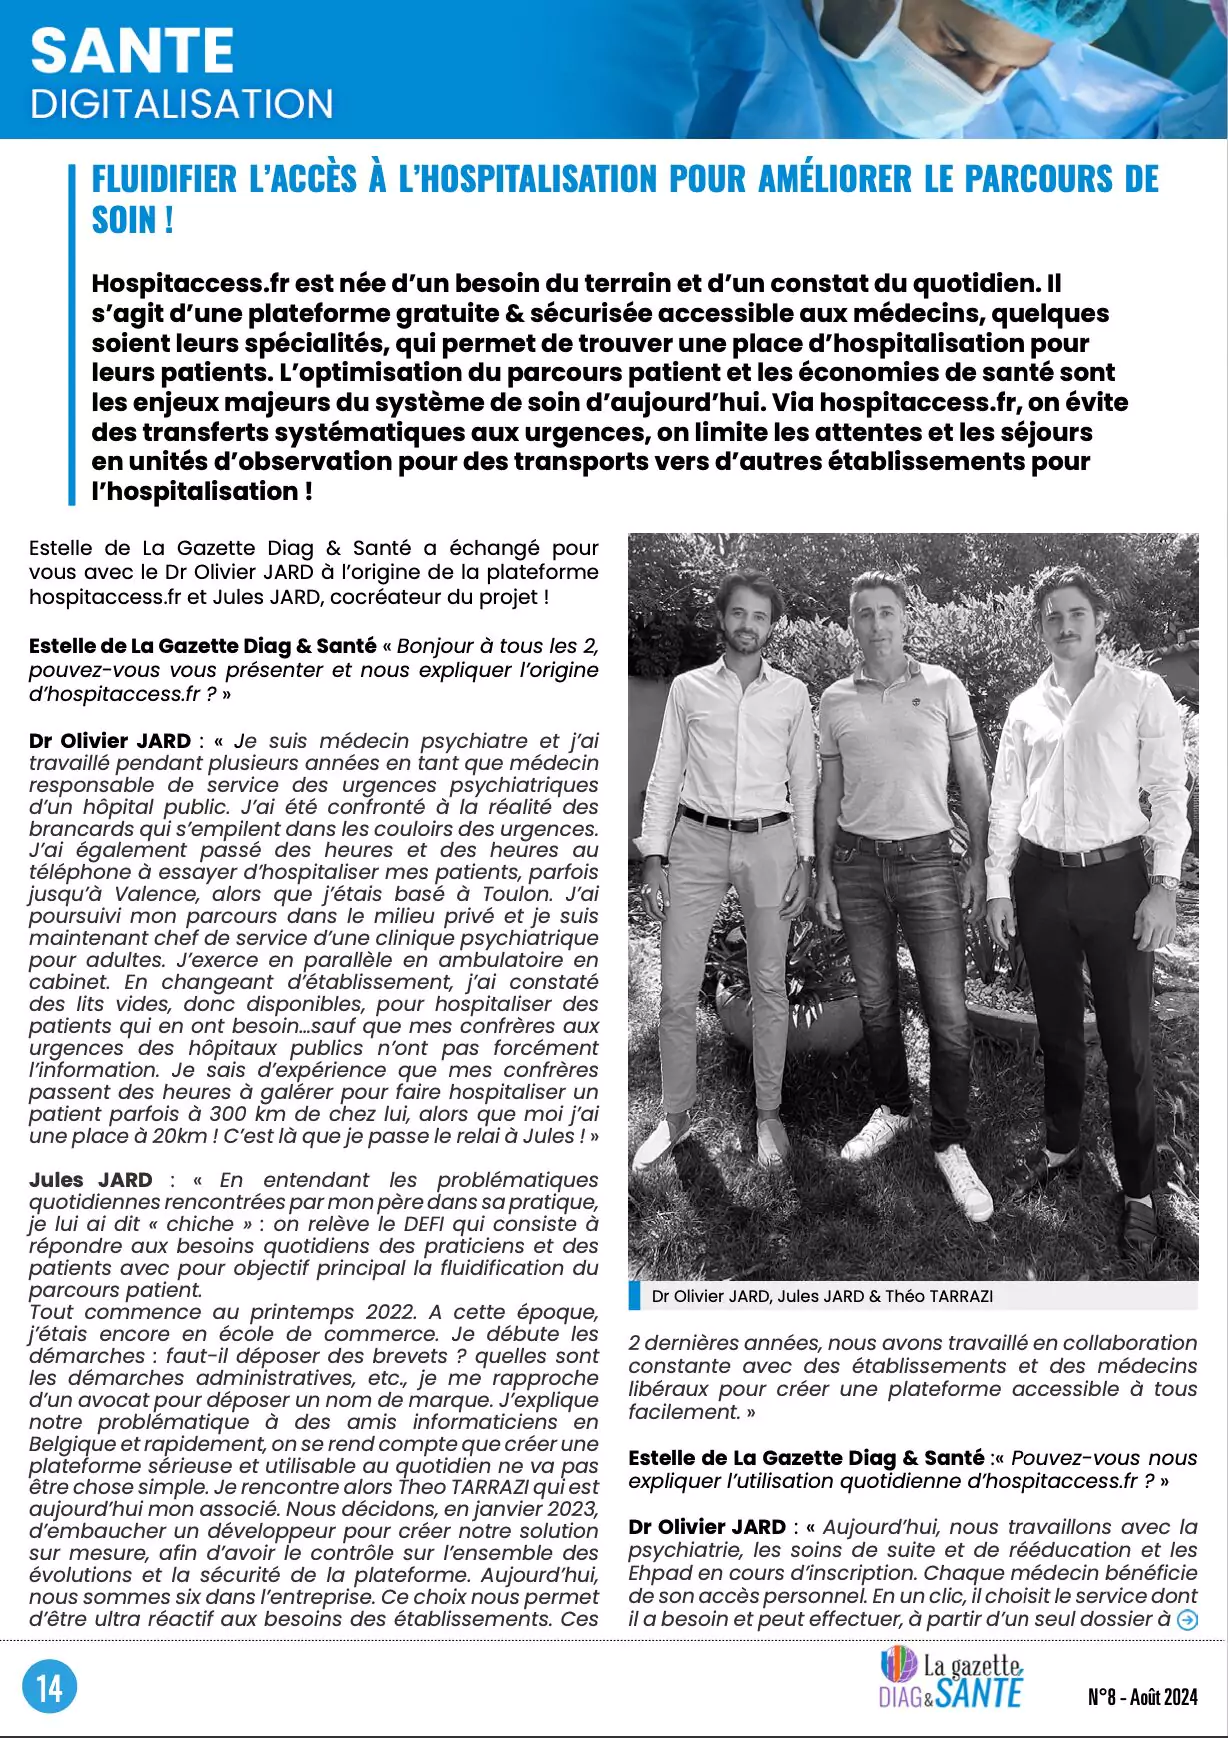 SANTE
DIGITALISATION
FLUIDIFIER L’ACCÈS À L’HOSPITALISATION POUR AMÉLIORER LE PARCOURS DE
SOIN !
Hospitaccess.fr est née d’un besoin du terrain et d’un constat du quotidien. Il
s’agit d’une plateforme gratuite & sécurisée accessible aux médecins, quelques
soient leurs spécialités, qui permet de trouver une place d’hospitalisation pour
leurs patients. L’optimisation du parcours patient et les économies de santé sont
les enjeux majeurs du système de soin d’aujourd’hui. Via hospitaccess.fr, on évite
des transferts systématiques aux urgences, on limite les attentes et les séjours
en unités d’observation pour des transports vers d’autres établissements pour
l’hospitalisation !
Estelle de La Gazette Diag & Santé a échangé pour
vous avec le Dr Olivier JARD à l’origine de la plateforme
hospitaccess.fr et Jules JARD, cocréateur du projet !
Estelle de La Gazette Diag & Santé « Bonjour à tous les 2,
pouvez-vous vous présenter et nous expliquer l’origine
d’hospitaccess.fr ? »
Dr Olivier JARD : « Je suis médecin psychiatre et j’ai
travaillé pendant plusieurs années en tant que médecin
responsable de service des urgences psychiatriques
d’un hôpital public. J’ai été confronté à la réalité des
brancards qui s’empilent dans les couloirs des urgences.
J’ai également passé des heures et des heures au
téléphone à essayer d’hospitaliser mes patients, parfois
jusqu’à Valence, alors que j’étais basé à Toulon. J’ai
poursuivi mon parcours dans le milieu privé et je suis
maintenant chef de service d’une clinique psychiatrique
pour adultes. J’exerce en parallèle en ambulatoire en
cabinet. En changeant d’établissement, j’ai constaté
des lits vides, donc disponibles, pour hospitaliser des
patients qui en ont besoin…sauf que mes confrères aux
urgences des hôpitaux publics n’ont pas forcément
l’information. Je sais d’expérience que mes confrères
passent des heures à galérer pour faire hospitaliser un
patient parfois à 300 km de chez lui, alors que moi j’ai
une place à 20km ! C’est là que je passe le relai à Jules ! »
Jules JARD : « En entendant les problématiques
quotidiennes rencontrées par mon père dans sa pratique,
je lui ai dit « chiche » : on relève le DEFI qui consiste à
répondre aux besoins quotidiens des praticiens et des
patients avec pour objectif principal la fluidification du
parcours patient.
Tout commence au printemps 2022. A cette époque,
j’étais encore en école de commerce. Je débute les
démarches : faut-il déposer des brevets ? quelles sont
les démarches administratives, etc., je me rapproche
d’un avocat pour déposer un nom de marque. J’explique
notre problématique à des amis informaticiens en
Belgique et rapidement, on se rend compte que créer une
plateforme sérieuse et utilisable au quotidien ne va pas
être chose simple. Je rencontre alors Theo TARRAZI qui est
aujourd’hui mon associé. Nous décidons, en janvier 2023,
d’embaucher un développeur pour créer notre solution
sur mesure, afin d’avoir le contrôle sur l’ensemble des
évolutions et la sécurité de la plateforme. Aujourd’hui,
nous sommes six dans l’entreprise. Ce choix nous permet
d’être ultra réactif aux besoins des établissements. Ces
Dr Olivier JARD, Jules JARD & Théo TARRAZI
2 dernières années, nous avons travaillé en collaboration
constante avec des établissements et des médecins
libéraux pour créer une plateforme accessible à tous
facilement. »
Estelle de La Gazette Diag & Santé :« Pouvez-vous nous
expliquer l’utilisation quotidienne d’hospitaccess.fr ? »
Dr Olivier JARD : « Aujourd’hui, nous travaillons avec la
psychiatrie, les soins de suite et de rééducation et les
Ehpad en cours d’inscription. Chaque médecin bénéficie
de son accès personnel. En un clic, il choisit le service dont
il a besoin et peut effectuer, à partir d’un seul dossier à
14
La gazette
DIAG&SANTÉ
N°8 - Août 2024